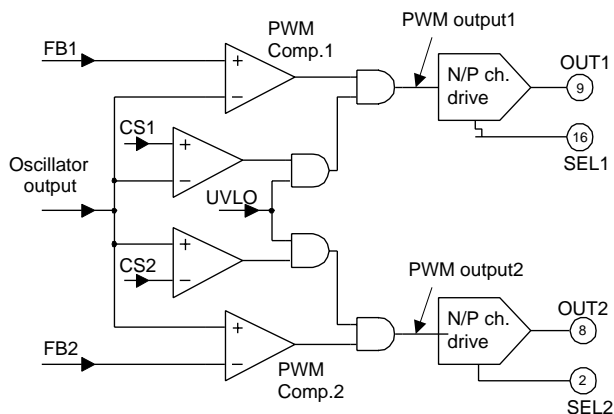 PWM output1
PWM
Comp.1
FB1
+
−
N/P ch.
drive
OUT1
9
CS1
+
−
16
SEL1
Oscillator
output
UVLO
+
−
CS2
PWM output2
+
−
FB2
PWM
Comp.2
N/P ch.
drive
OUT2
8
2
SEL2